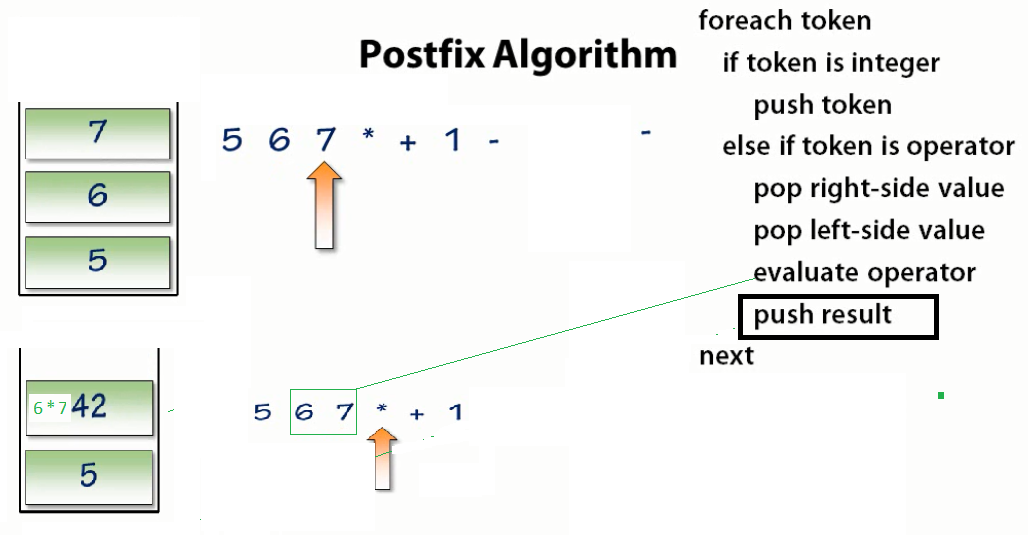 Postfix Algorithm
foreach token
if token is integer
push token
else if token is operator
pop right-side value
pop left-side value
evaluate operator
push result
next
7
6
5
5 6 7 * + 1 - -
6*7 42
5
5 6 7 * + 1